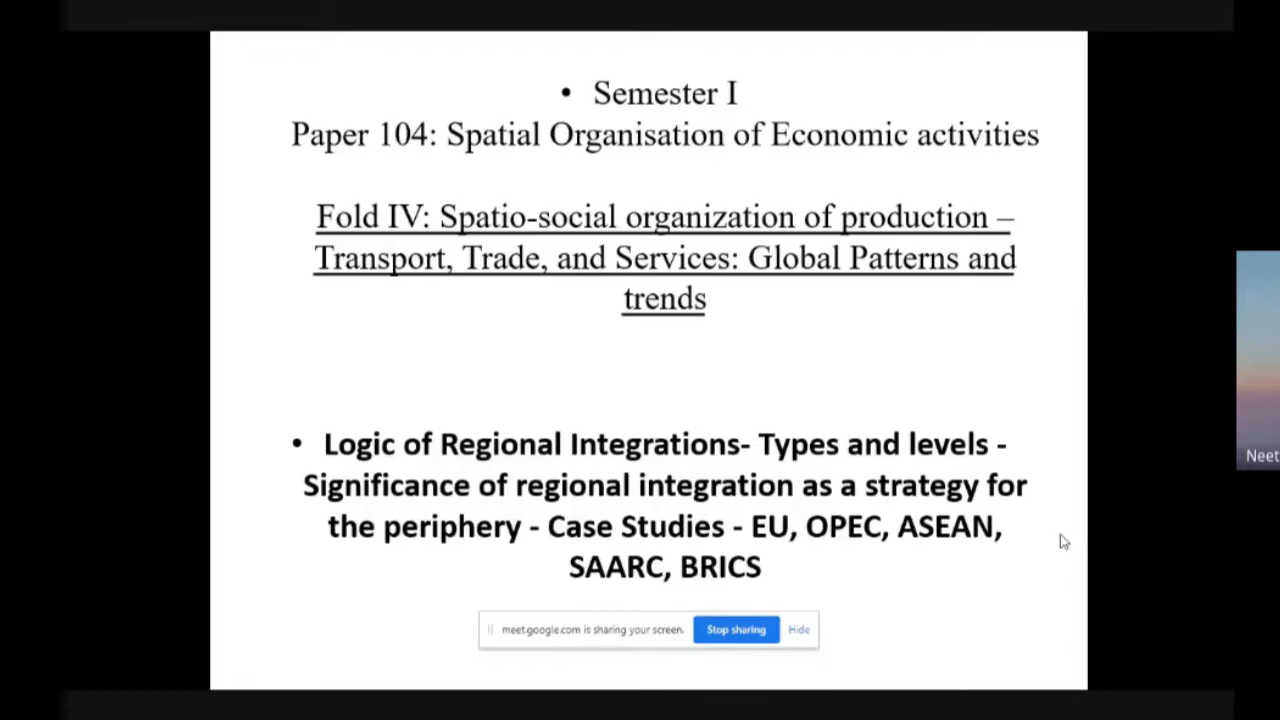 • Semester I
Paper 104: Spatial Organisation of Economic activities
Fold IV: Spatio-social organization of production –
Transport, Trade, and Services: Global Patterns and
trends
• Logic of Regional Integrations- Types and levels -
Significance of regional integration as a strategy for
the periphery - Case Studies - EU, OPEC, ASEAN,
SAARC, BRICS
meet.google.com is sharing your screen. Stop sharing Hide
Neet